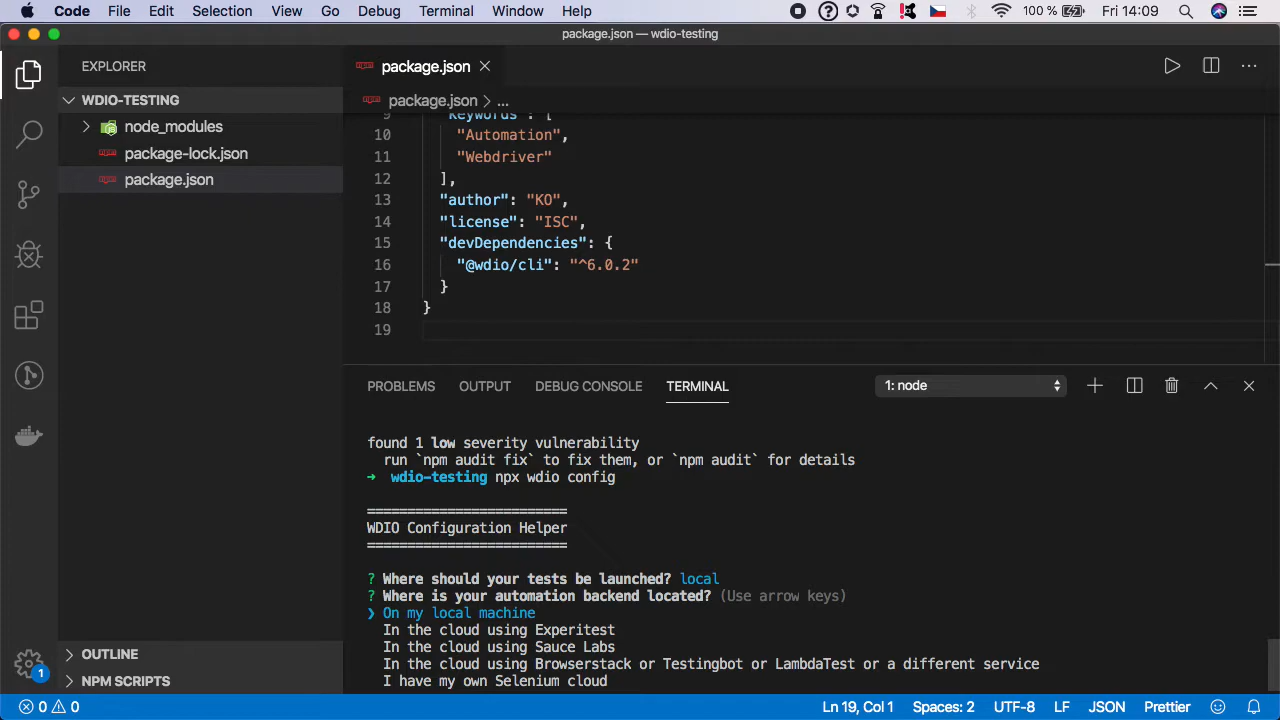 Code File Edit Selection View Go Debug Terminal Window Help 100 % Fri 14:09
package.json — wdio-testing
EXPLORER
WDIO-TESTING
node_modules
package-lock.json
package.json
OUTLINE
NPM SCRIPTS
1
package.json
package.json > ...
9 "keywords": [
10 "Automation",
11 "Webdriver"
12 ],
13 "author": "KO",
14 "license": "ISC",
15 "devDependencies": {
16 "@wdio/cli": "^6.0.2"
17 }
18 }
19
PROBLEMS OUTPUT DEBUG CONSOLE TERMINAL 1: node
found 1 low severity vulnerability
run `npm audit fix` to fix them, or `npm audit` for details
→ wdio-testing npx wdio config
=========================
WDIO Configuration Helper
=========================
? Where should your tests be launched? local
? Where is your automation backend located? (Use arrow keys)
❯ On my local machine
In the cloud using Experitest
In the cloud using Sauce Labs
In the cloud using Browserstack or Testingbot or LambdaTest or a different service
I have my own Selenium cloud
0 0 Ln 19, Col 1 Spaces: 2 UTF-8 LF JSON Prettier